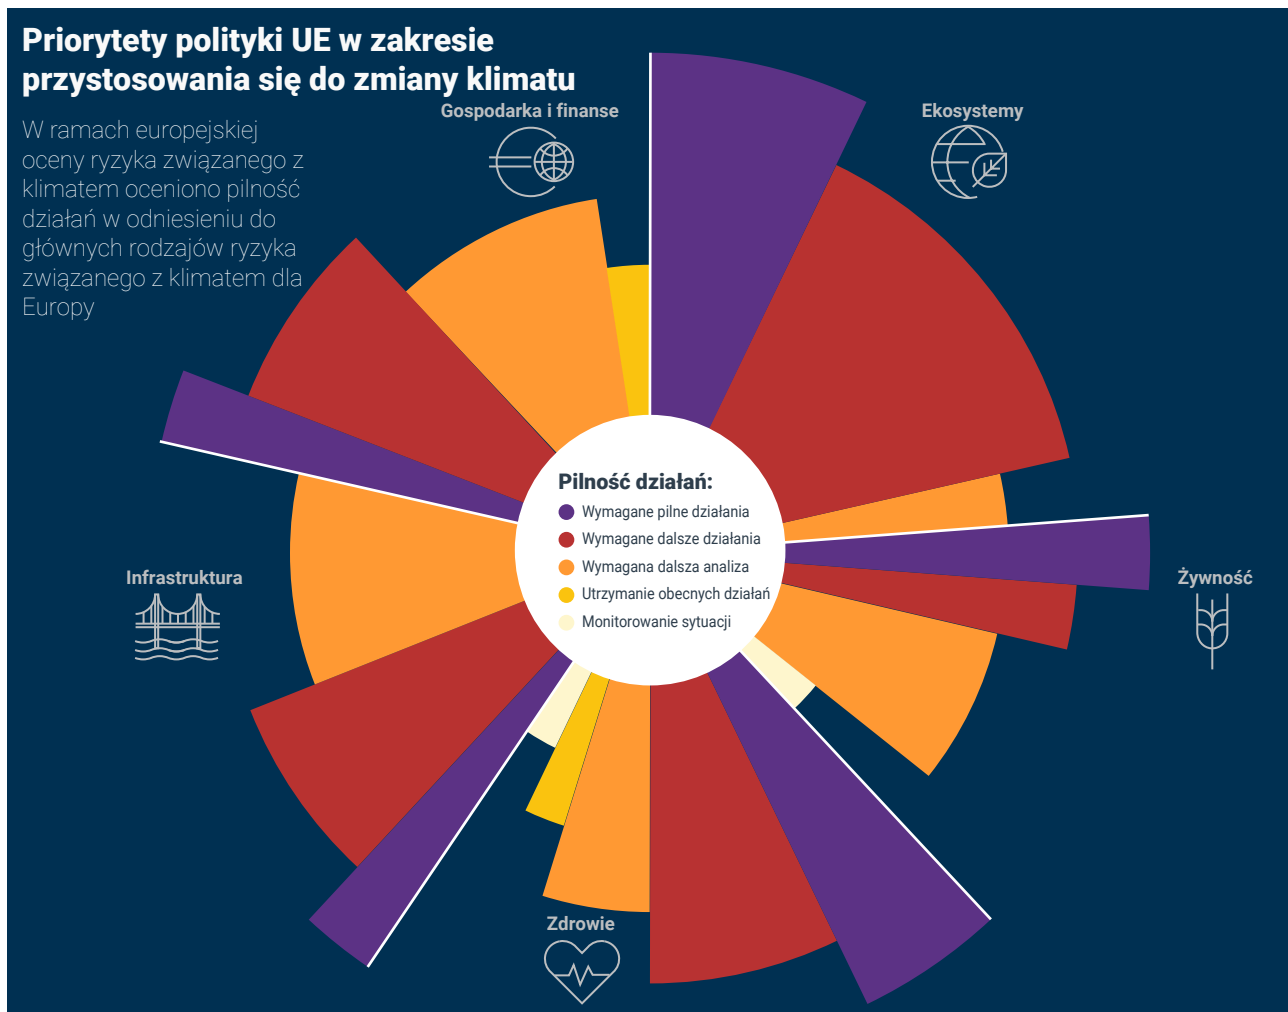 Priorytety polityki UE w zakresie
przystosowania się do zmiany klimatu
W ramach europejskiej
oceny ryzyka związanego z
klimatem oceniono pilność
działań w odniesieniu do
głównych rodzajów ryzyka
związanego z klimatem dla
Europy
Gospodarka i finanse
Ekosystemy
Pilność działań:
Wymagane pilne działania
Wymagane dalsze działania
Wymagana dalsza analiza
Utrzymanie obecnych działań
Monitorowanie sytuacji
Infrastruktura
Żywność
Zdrowie